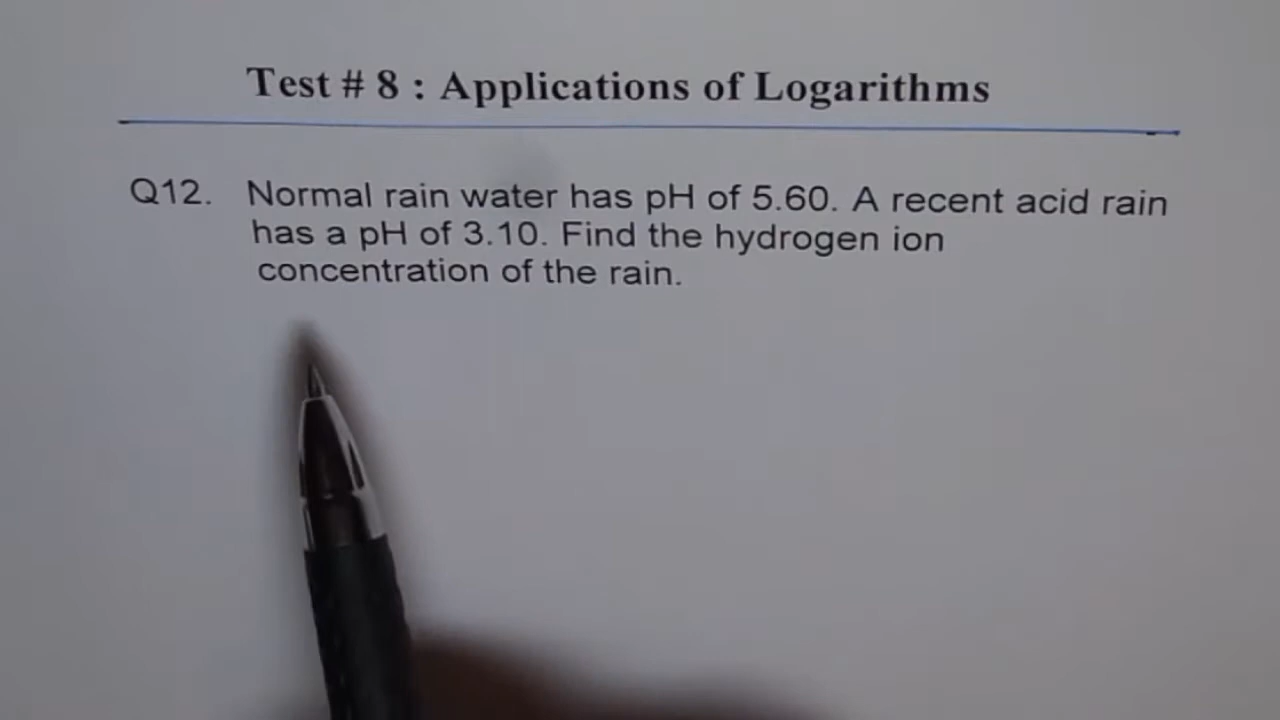 Test # 8 : Applications of Logarithms
Q12. Normal rain water has pH of 5.60. A recent acid rain
has a pH of 3.10. Find the hydrogen ion
concentration of the rain.